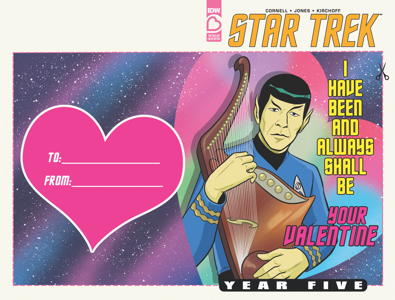 IDW
CORNELL • JONES • KIRCHOFF
STAR TREK
I
HAVE
BEEN
AND
ALWAYS
SHALL
BE
YOUR
VALENTINE
TO:
FROM:
YEAR FIVE